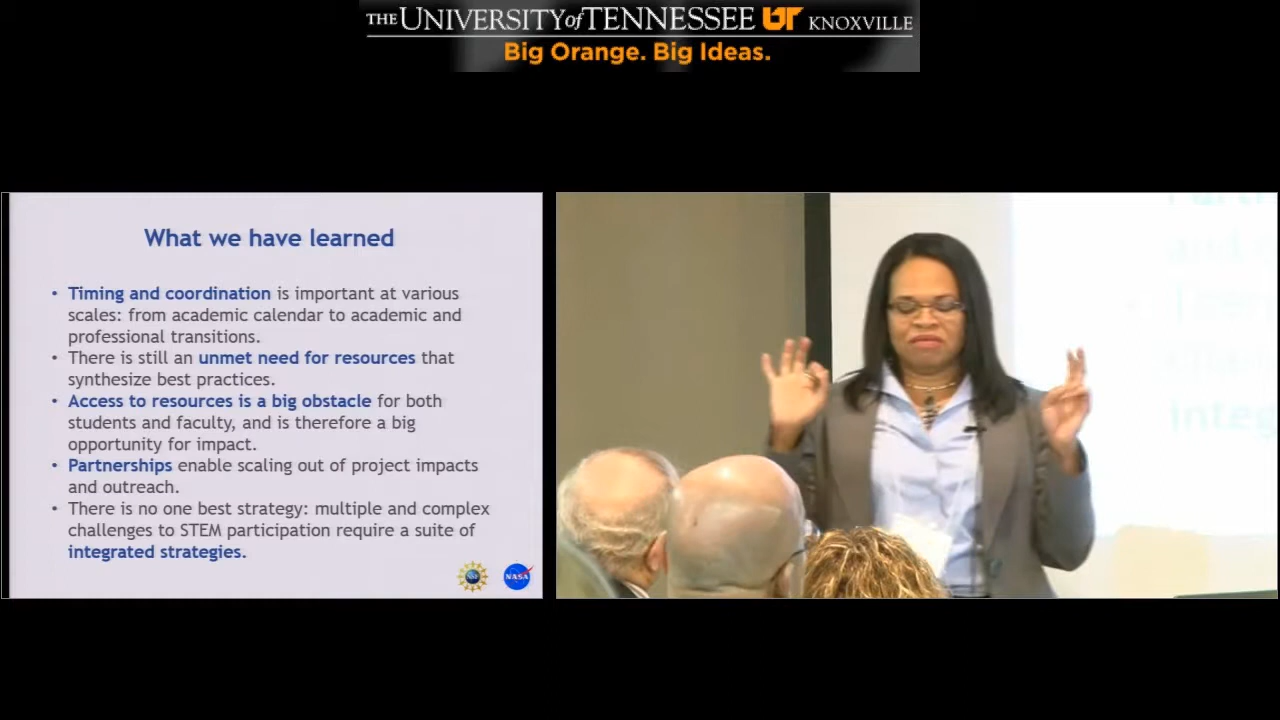 THE UNIVERSITY of TENNESSEE UT KNOXVILLE
Big Orange. Big Ideas.
What we have learned
• Timing and coordination is important at various
scales: from academic calendar to academic and
professional transitions.
• There is still an unmet need for resources that
synthesize best practices.
• Access to resources is a big obstacle for both
students and faculty, and is therefore a big
opportunity for impact.
• Partnerships enable scaling out of project impacts
and outreach.
• There is no one best strategy: multiple and complex
challenges to STEM participation require a suite of
integrated strategies.
NSF
NASA
integ